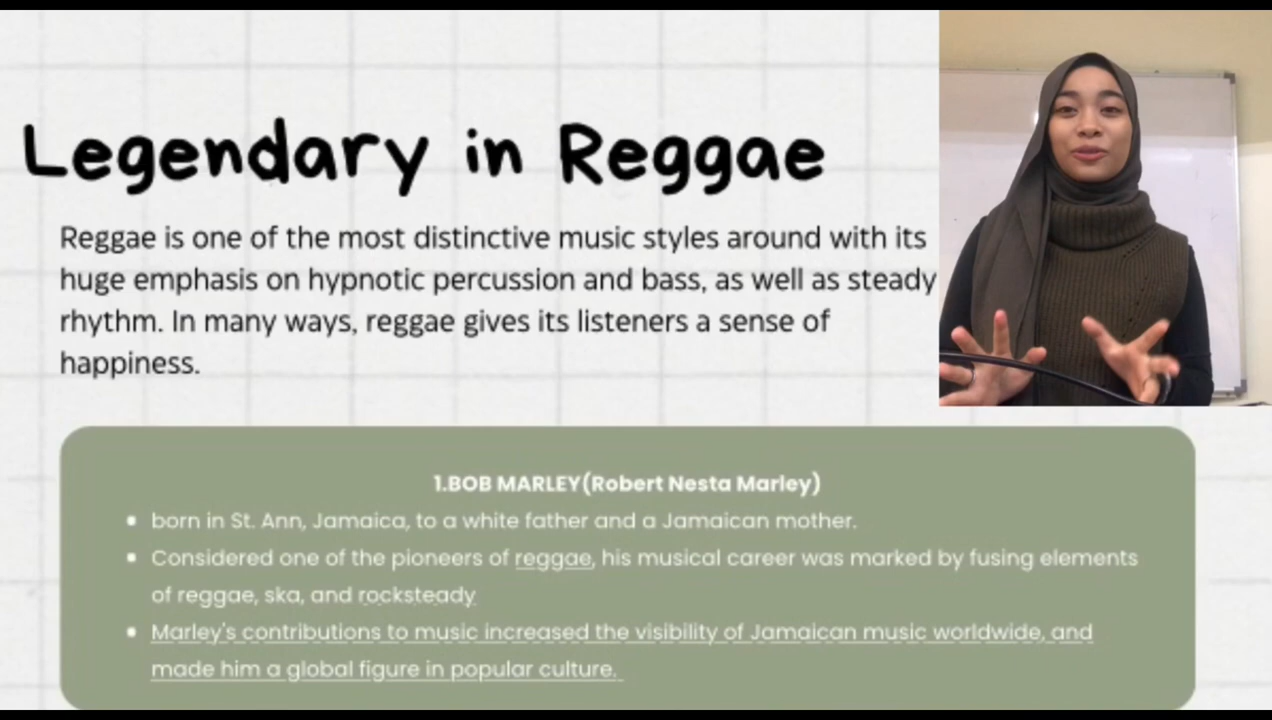 Legendary in Reggae
Reggae is one of the most distinctive music styles around with its
huge emphasis on hypnotic percussion and bass, as well as steady
rhythm. In many ways, reggae gives its listeners a sense of
happiness.
1.BOB MARLEY(Robert Nesta Marley)
born in St. Ann, Jamaica, to a white father and a Jamaican mother.
Considered one of the pioneers of reggae, his musical career was marked by fusing elements
of reggae, ska, and rocksteady
Marley's contributions to music increased the visibility of Jamaican music worldwide, and
made him a global figure in popular culture.